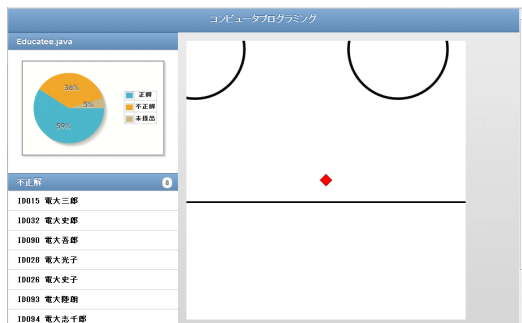 コンピュータプログラミング
Educatee.java
36%
5%
59%
正解
不正解
未提出
不正解 8
ID015 電大三郎
ID032 電大史郎
ID090 電大吾郎
ID028 電大光子
ID026 電大史子
ID093 電大陸朗
ID094 電大志千郎